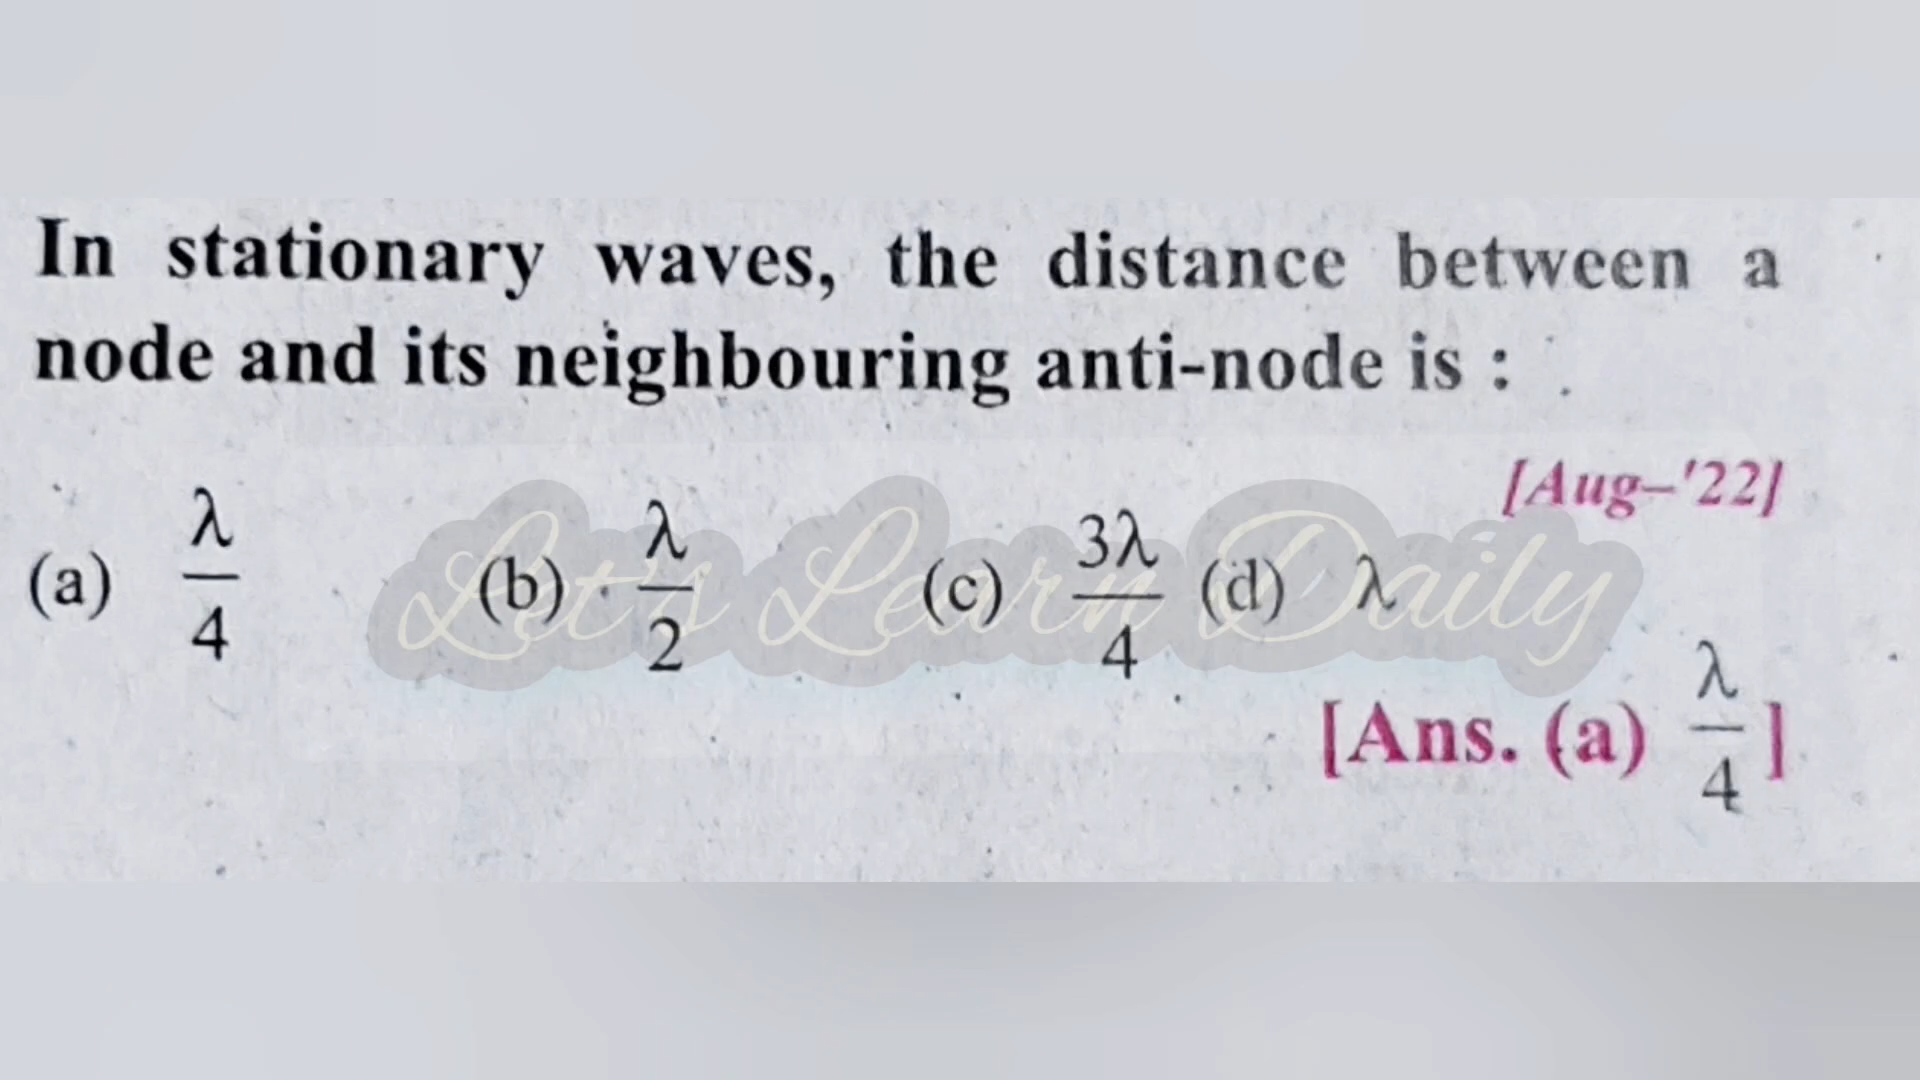 In stationary waves, the distance between a
node and its neighbouring anti-node is :
[Aug–'22]
(a) λ/4 (b) λ/2 (c) 3λ/4 (d) λ
Let's Learn Daily
[Ans. (a) λ/4]